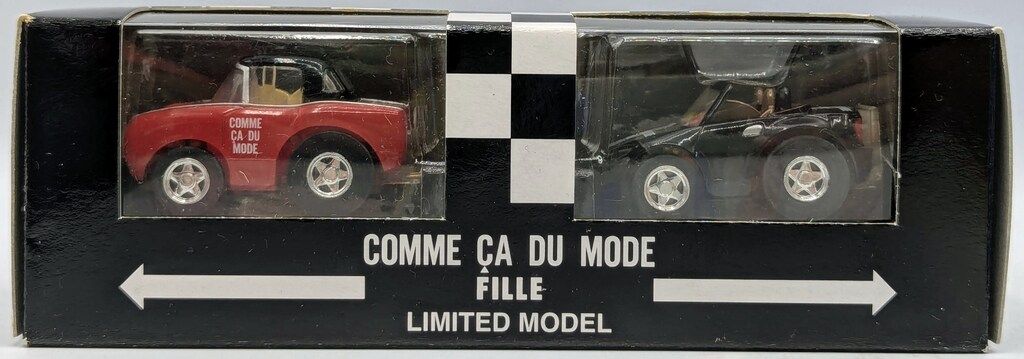 COMME
ÇA DU
MODE
COMME ÇA DU MODE
FILLE
LIMITED MODEL